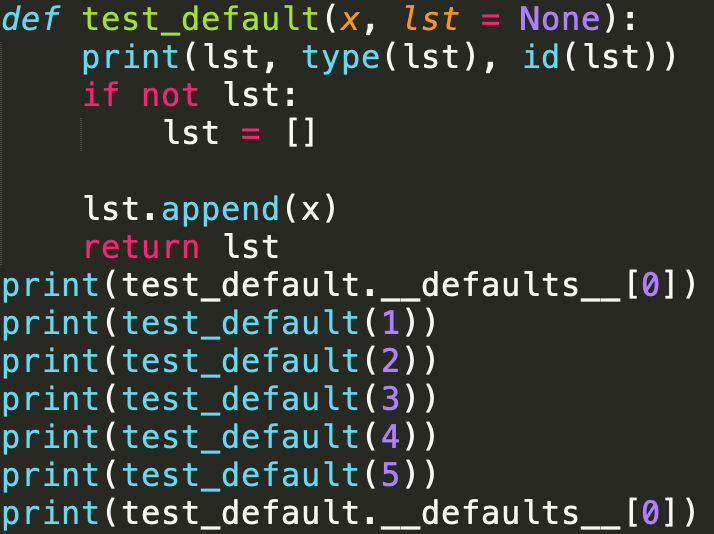 def test_default(x, lst = None):
    print(lst, type(lst), id(lst))
    if not lst:
        lst = []

    lst.append(x)
    return lst
print(test_default.__defaults__[0])
print(test_default(1))
print(test_default(2))
print(test_default(3))
print(test_default(4))
print(test_default(5))
print(test_default.__defaults__[0])